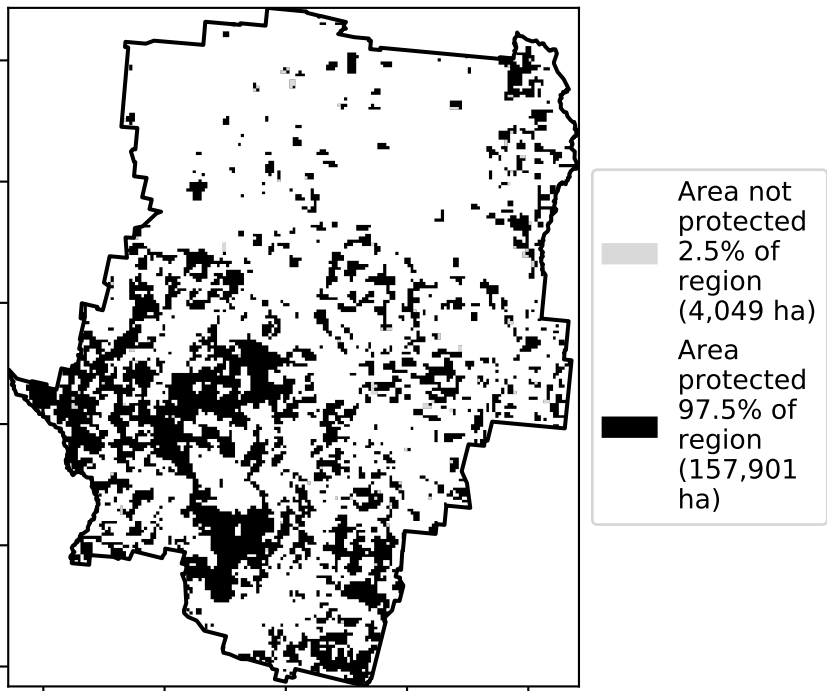 Area not
protected
2.5% of
region
(4,049 ha)
Area
protected
97.5% of
region
(157,901
ha)